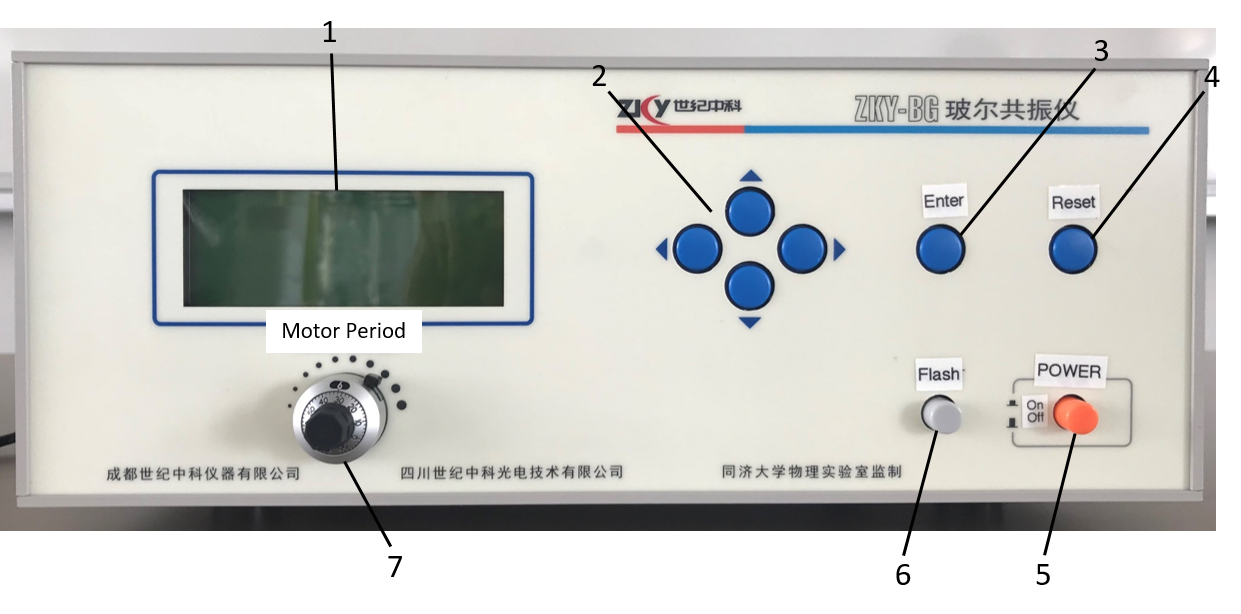 1
2
3
4
ZKY 世纪中科
ZKY-BG 玻尔共振仪
Enter
Reset
Motor Period
Flash
POWER
On
Off
成都世纪中科仪器有限公司
四川世纪中科光电技术有限公司
同济大学物理实验室监制
7
6
5